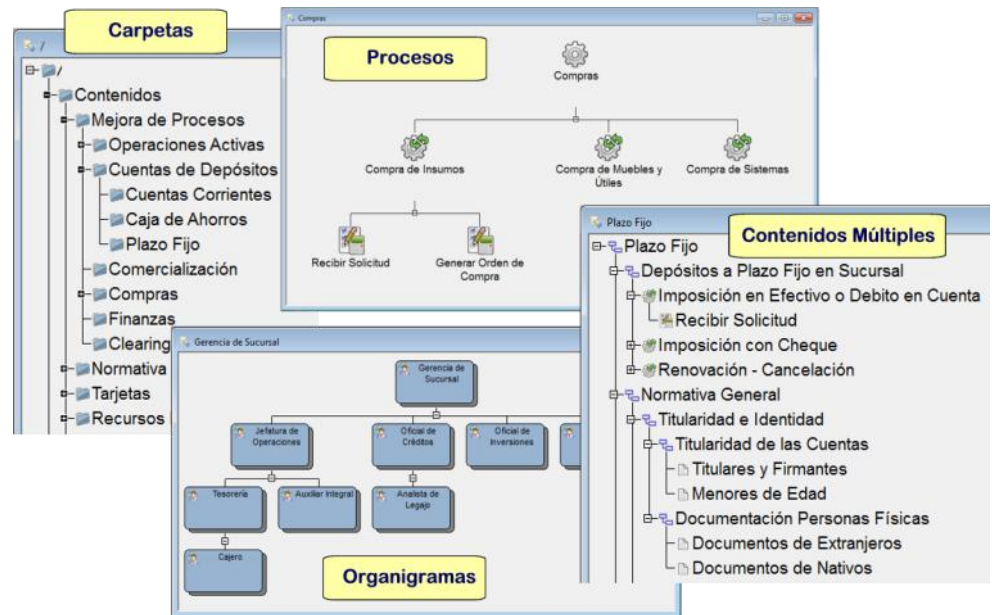 Carpetas
/
/
Contenidos
Mejora de Procesos
Operaciones Activas
Cuentas de Depósitos
Cuentas Corrientes
Caja de Ahorros
Plazo Fijo
Comercialización
Compras
Finanzas
Clearing
Normativa
Tarjetas
Recursos
Compras
Procesos
Compras
Compra de Insumos
Compra de Muebles y
Útiles
Compra de Sistemas
Recibir Solicitud
Generar Orden de
Compra
Plazo Fijo
Contenidos Múltiples
Plazo Fijo
Depósitos a Plazo Fijo en Sucursal
Imposición en Efectivo o Debito en Cuenta
Recibir Solicitud
Imposición con Cheque
Renovación - Cancelación
Normativa General
Titularidad e Identidad
Titularidad de las Cuentas
Titulares y Firmantes
Menores de Edad
Documentación Personas Físicas
Documentos de Extranjeros
Documentos de Nativos
Gerencia de Sucursal
Gerencia de
Sucursal
Jefatura de
Operaciones
Oficial de
Créditos
Oficial de
Inversiones
Tesorería
Auxiliar Integral
Analista de
Legajo
Cajero
Organigramas